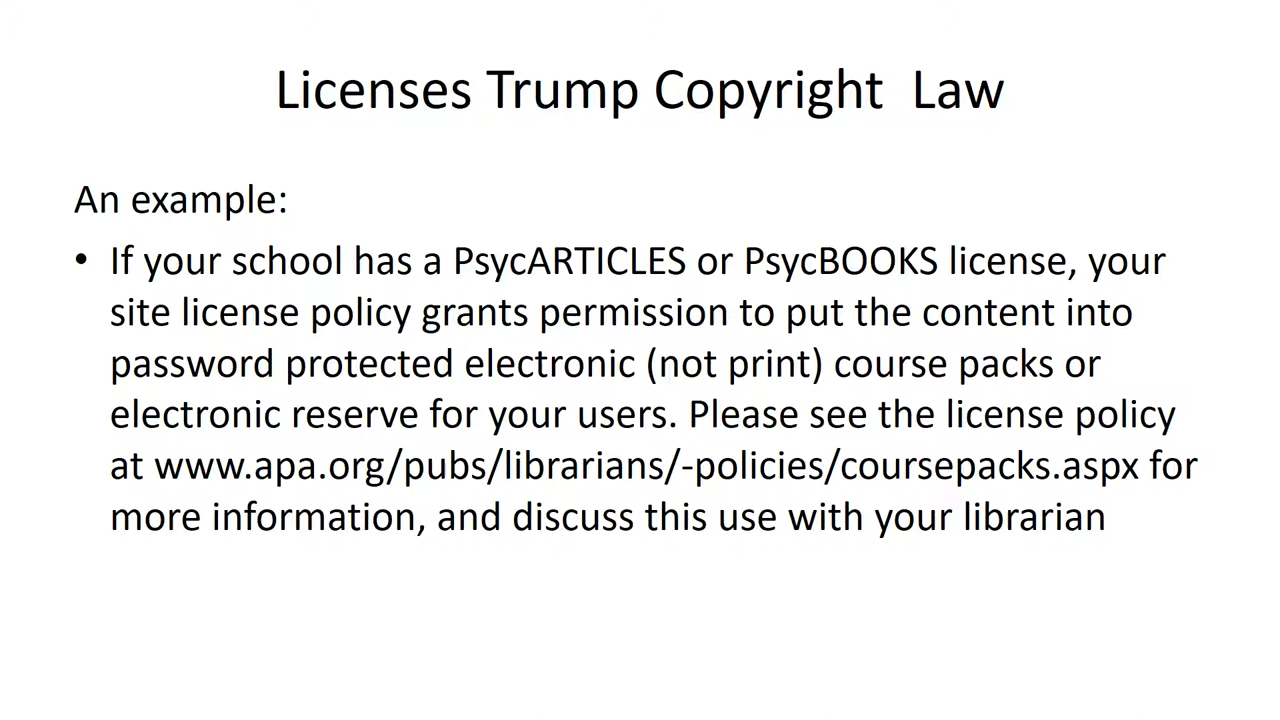 Licenses Trump Copyright  Law
An example:
• If your school has a PsycARTICLES or PsycBOOKS license, your
site license policy grants permission to put the content into
password protected electronic (not print) course packs or
electronic reserve for your users. Please see the license policy
at www.apa.org/pubs/librarians/-policies/coursepacks.aspx for
more information, and discuss this use with your librarian